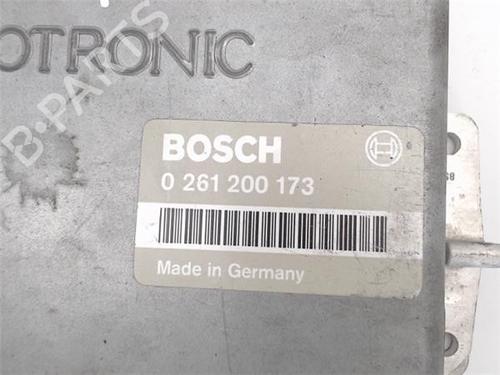 OTRONIC
B-PARTS
BOSCH
0 261 200 173
Made in Germany